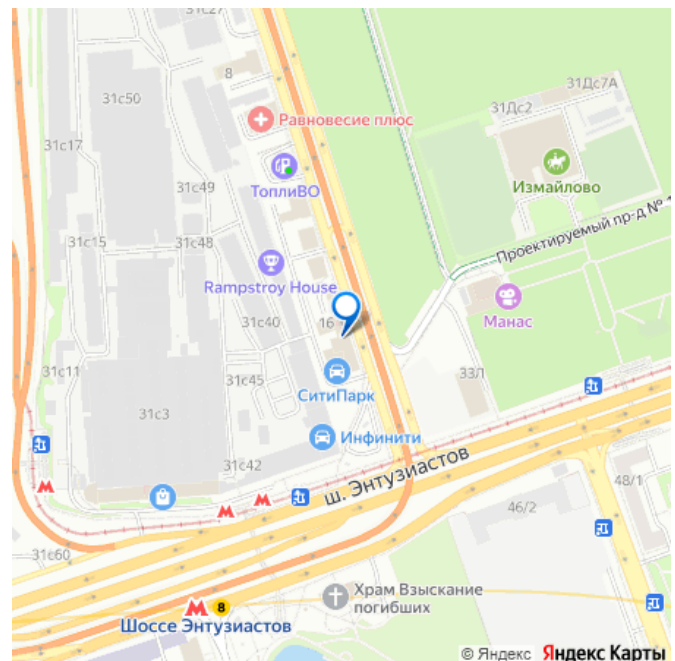 31с27
8
31с50
Равновесие плюс
31Дс7А
31Дс2
31с17
31с49
ТоплиВО
Измайлово
31с15
31с48
Проектируемый пр-д № 1
Rampstroy House
16
Манас
31с40
31с11
31с45
СитиПарк
33Л
31с3
Инфинити
31с42
ш. Энтузиастов
48/1
46/2
31с60
8
Шоссе Энтузиастов
Храм Взыскание
погибших
© Яндекс Яндекс Карты